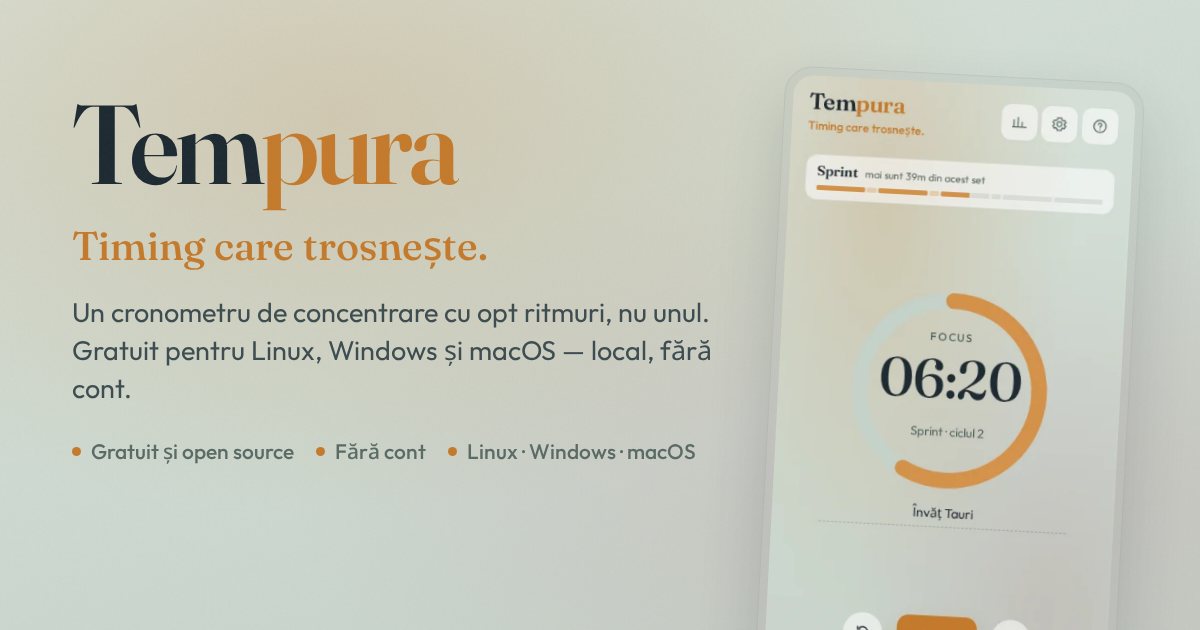 Tempura
Timing care trosnește.
Un cronometru de concentrare cu opt ritmuri, nu unul.
Gratuit pentru Linux, Windows și macOS — local, fără
cont.
Gratuit și open source
Fără cont
Linux · Windows · macOS
Tempura
Timing care trosnește.
Sprint mai sunt 39m din acest set
FOCUS
06:20
Sprint · ciclul 2
Învăț Tauri